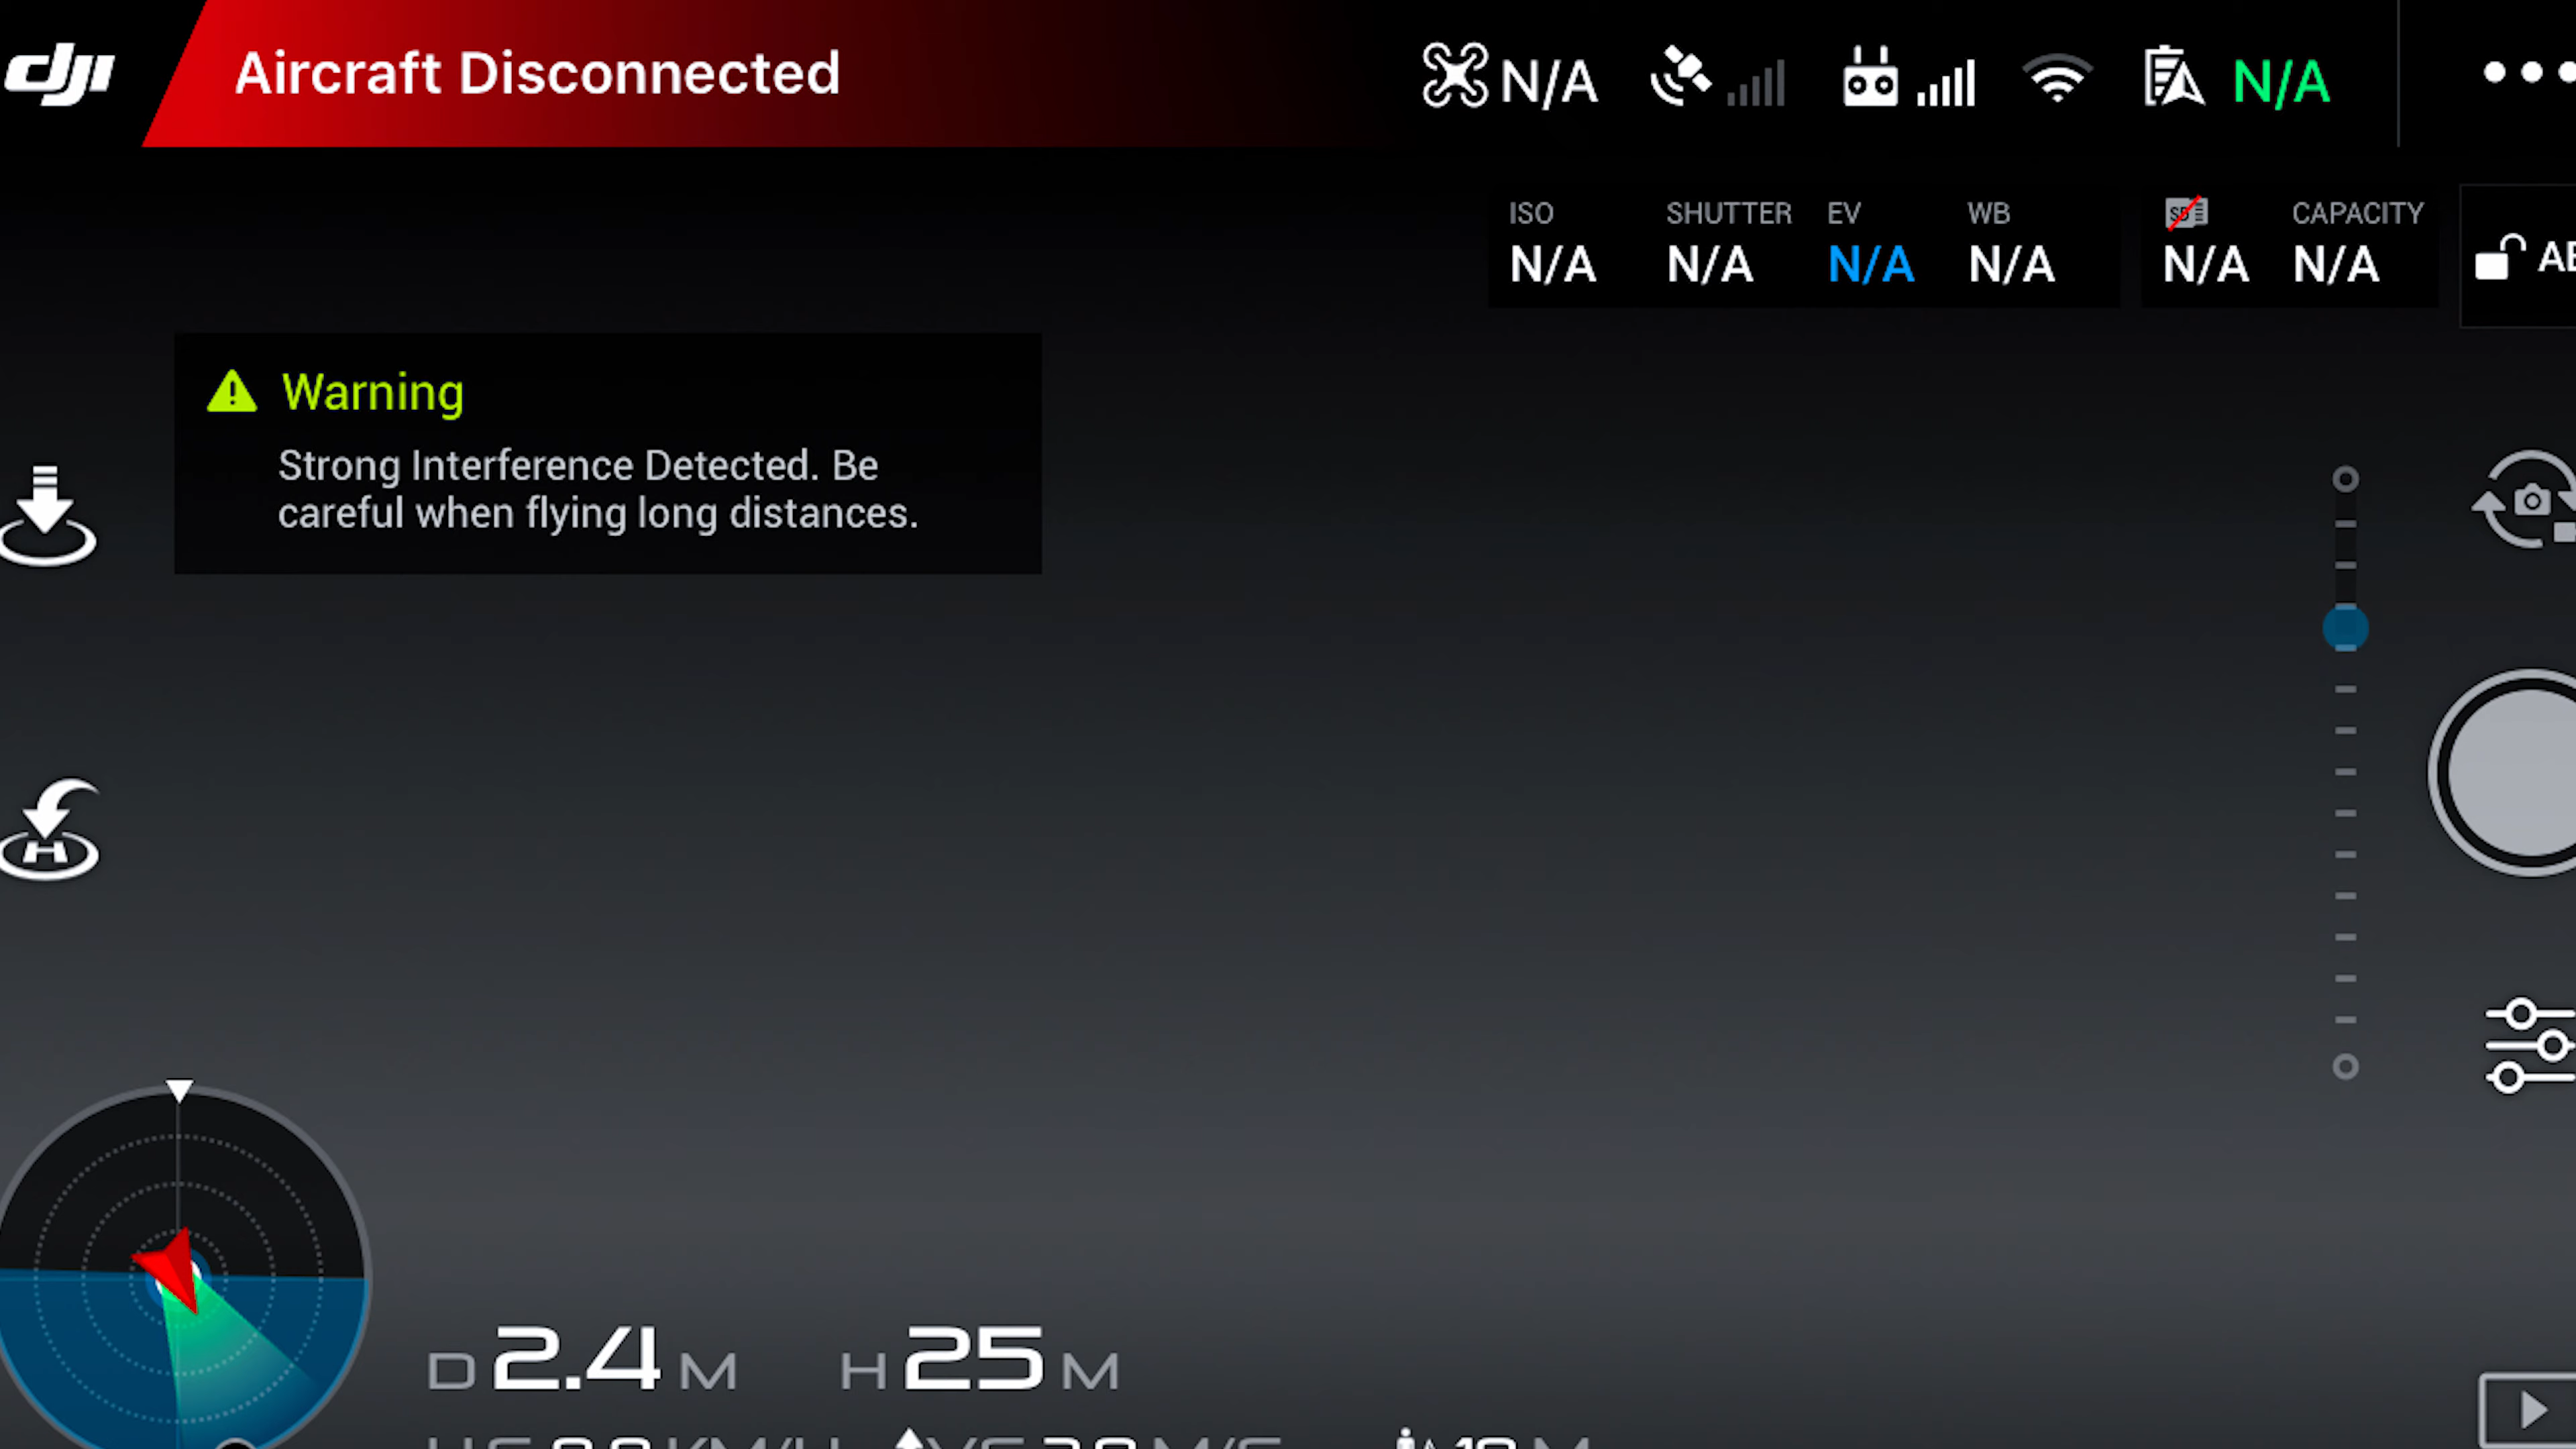 dji
Aircraft Disconnected
N/A
N/A
ISO SHUTTER EV WB SD CAPACITY
N/A N/A N/A N/A N/A N/A
Warning
Strong Interference Detected. Be
careful when flying long distances.
H
D 2.4 M H 25 M